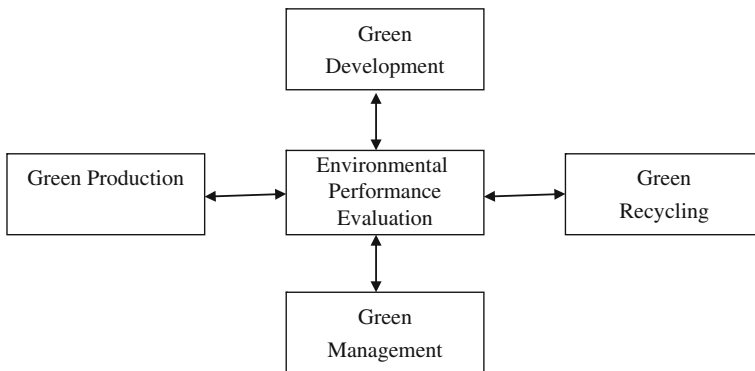 Green
Development
Green Production
Environmental
Performance
Evaluation
Green
Recycling
Green
Management